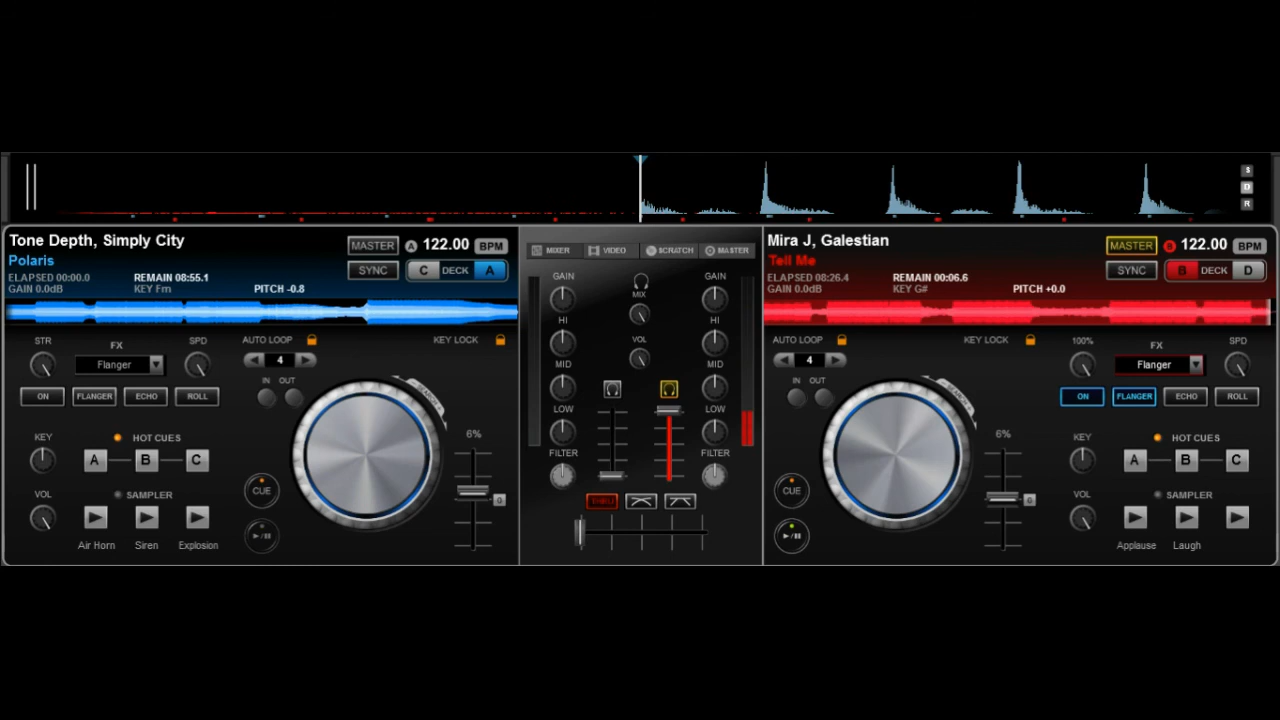 S
D
R
Tone Depth, Simply City
Polaris
ELAPSED 00:00.0 REMAIN 08:55.1
GAIN 0.0dB KEY Fm PITCH -0.8
MASTER A 122.00 BPM
SYNC C DECK A
MIXER VIDEO SCRATCH MASTER
Mira J, Galestian
Tell Me
ELAPSED 08:26.4 REMAIN 00:06.6
GAIN 0.0dB KEY G# PITCH +0.0
MASTER B 122.00 BPM
SYNC B DECK D
STR FX SPD
Flanger
ON FLANGER ECHO ROLL
AUTO LOOP KEY LOCK
4
IN OUT
SEARCH
KEY HOT CUES
A B C
VOL SAMPLER
Air Horn Siren Explosion
CUE
6%
0
GAIN GAIN
MIX
HI HI
VOL
MID MID
LOW LOW
FILTER FILTER
AUTO LOOP KEY LOCK
4
IN OUT
SEARCH
CUE
6%
0
100% FX SPD
Flanger
ON FLANGER ECHO ROLL
KEY HOT CUES
A B C
VOL SAMPLER
Applause Laugh